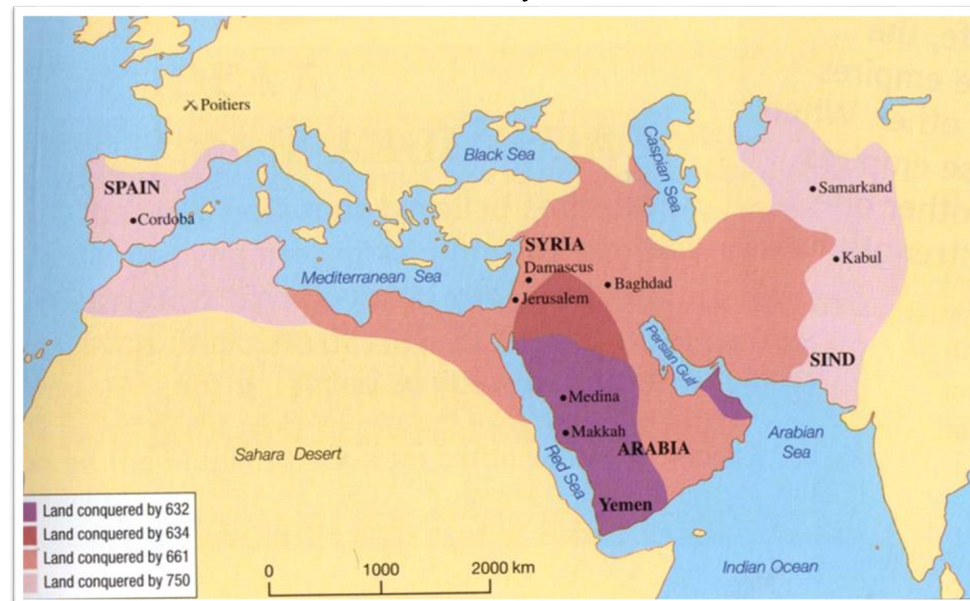 Poitiers
SPAIN
Cordoba
Black Sea
Caspian Sea
Samarkand
Kabul
SYRIA
Damascus
Baghdad
Jerusalem
Mediterranean Sea
Persian Gulf
SIND
Medina
Makkah
ARABIA
Arabian
Sea
Sahara Desert
Red Sea
Yemen
Land conquered by 632
Land conquered by 634
Land conquered by 661
Land conquered by 750
0 1000 2000 km
Indian Ocean